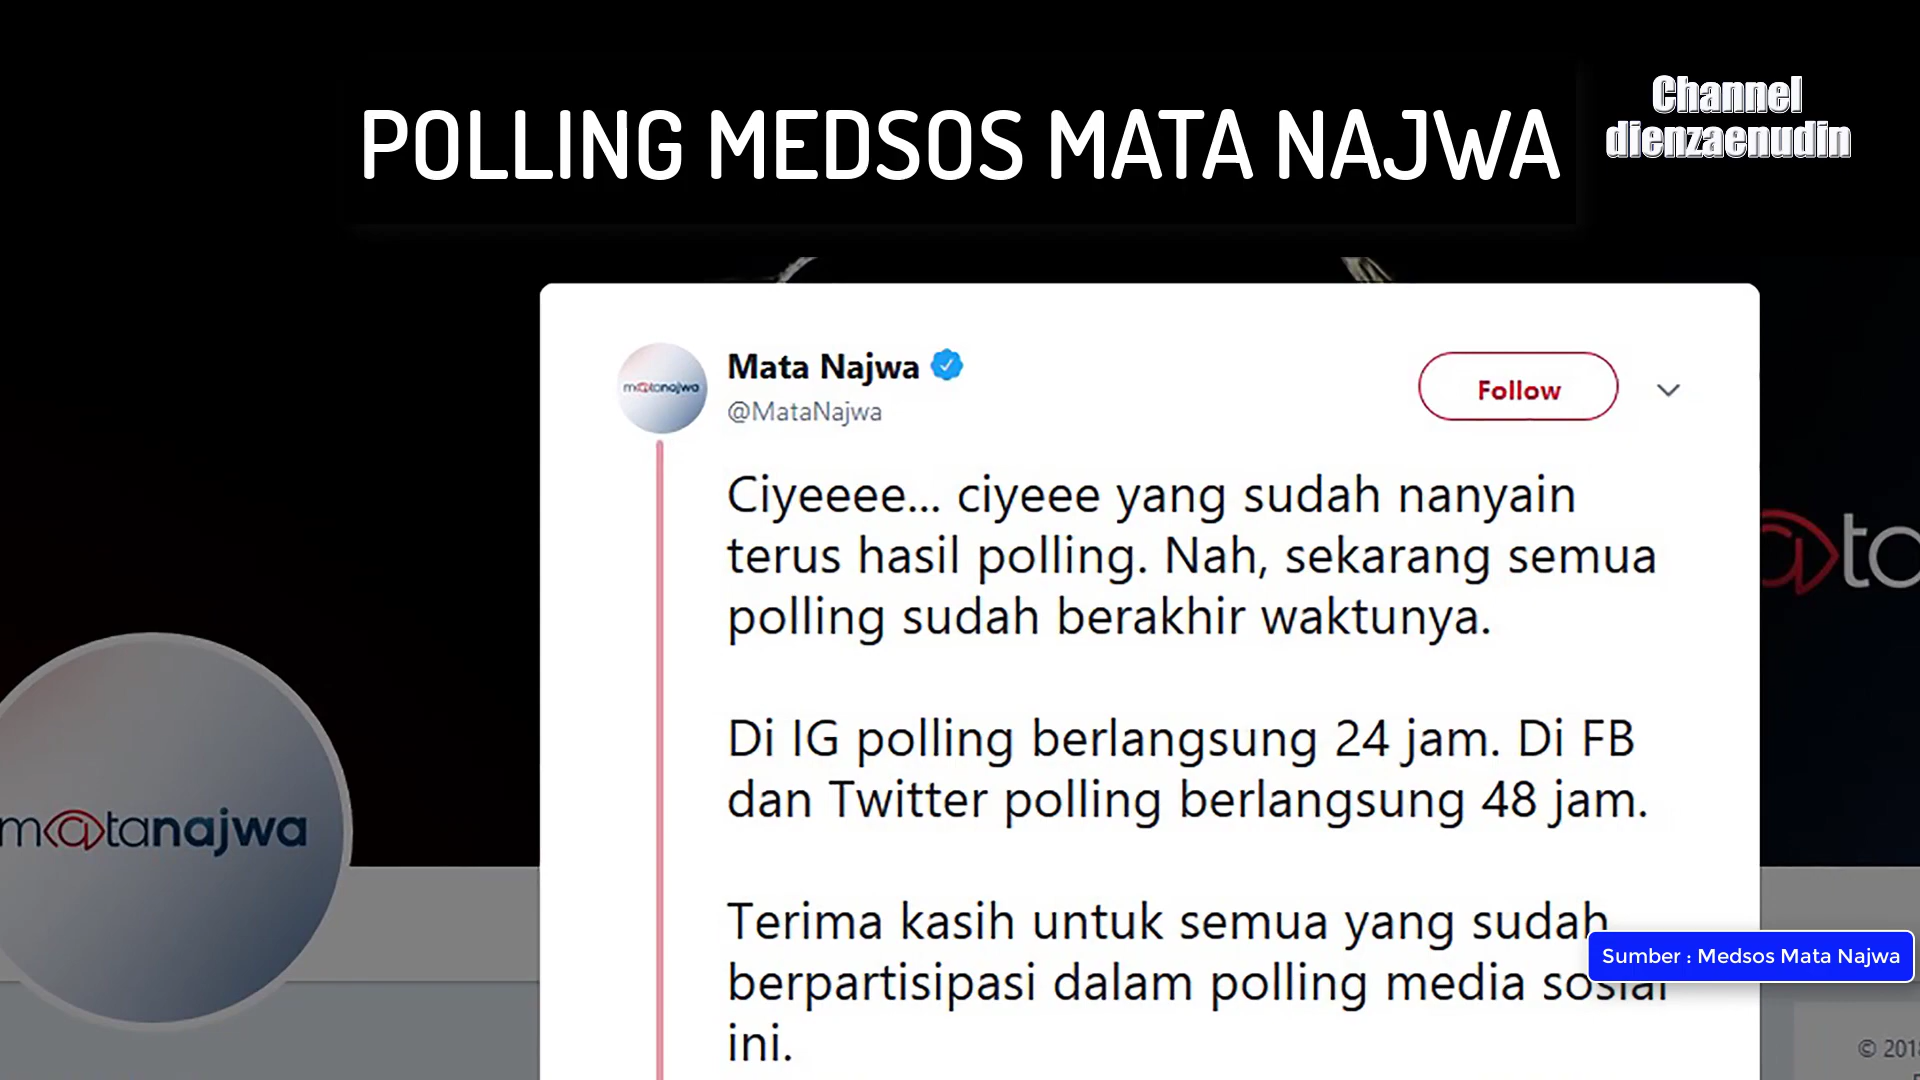 POLLING MEDSOS MATA NAJWA
Channel
dienzaenudin
Mata Najwa
@MataNajwa
Follow
matanajwa
Ciyeeee... ciyeee yang sudah nanyain
terus hasil polling. Nah, sekarang semua
polling sudah berakhir waktunya.
Di IG polling berlangsung 24 jam. Di FB
dan Twitter polling berlangsung 48 jam.
Terima kasih untuk semua yang sudah
berpartisipasi dalam polling media sosial
ini.
matanajwa
ato
Sumber : Medsos Mata Najwa
© 2018